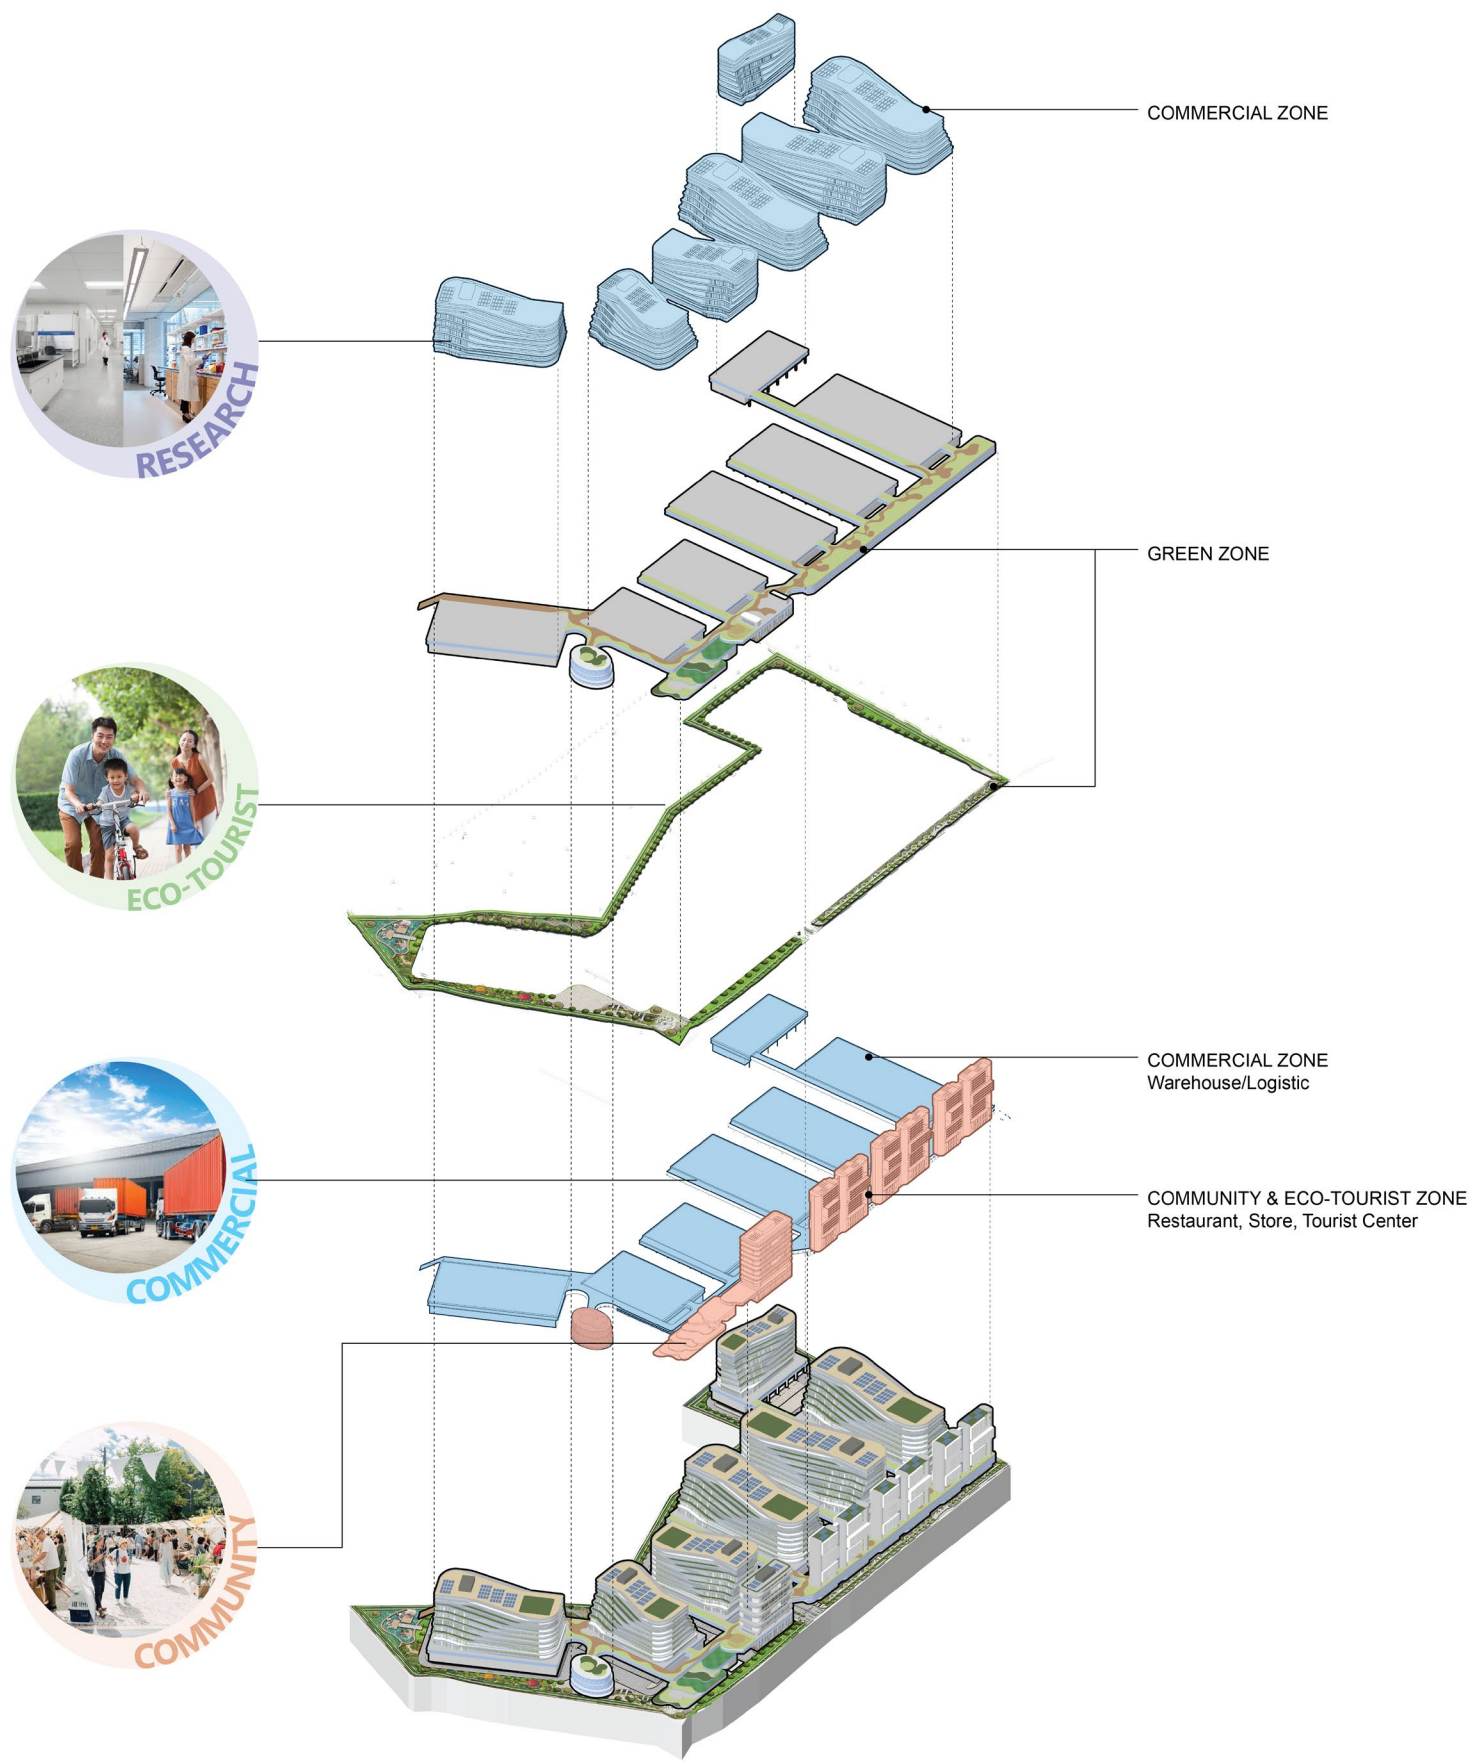 COMMERCIAL ZONE
RESEARCH
GREEN ZONE
ECO-TOURIST
COMMERCIAL ZONE
Warehouse/Logistic
COMMERCIAL
COMMUNITY & ECO-TOURIST ZONE
Restaurant, Store, Tourist Center
COMMUNITY